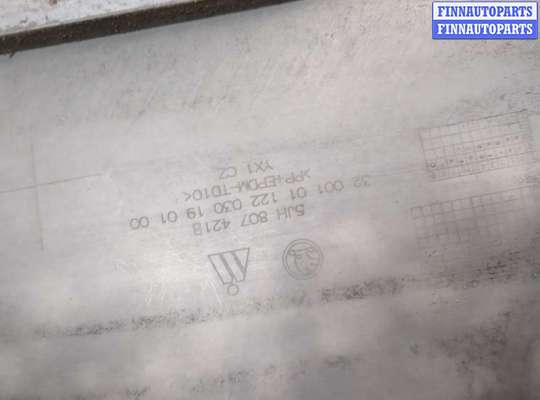 FINNAUTOPARTS
FINNAUTOPARTS
5JH 807 421B
32 001 01 122 030 19 01 00
>PP+EPDM-TD10<
YX1 CZ